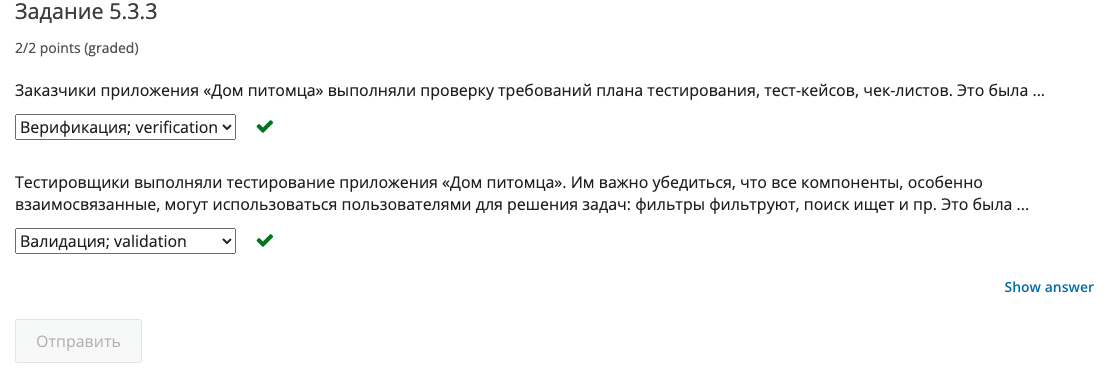 Задание 5.3.3
2/2 points (graded)
Заказчики приложения «Дом питомца» выполняли проверку требований плана тестирования, тест-кейсов, чек-листов. Это была ...
Верификация; verification
Тестировщики выполняли тестирование приложения «Дом питомца». Им важно убедиться, что все компоненты, особенно
взаимосвязанные, могут использоваться пользователями для решения задач: фильтры фильтруют, поиск ищет и пр. Это была ...
Валидация; validation
Show answer
Отправить